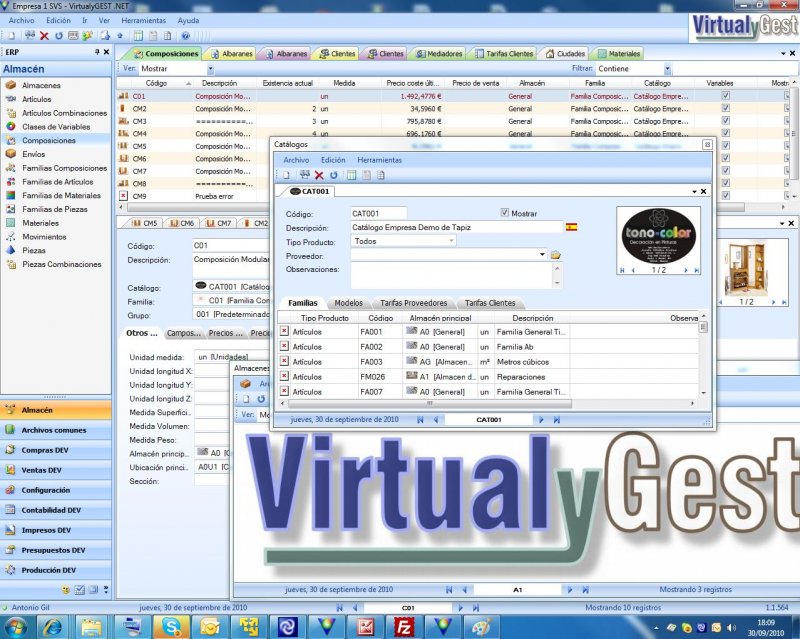 Empresa 1 SVS - VirtualyGEST .NET
Archivo Edición Ir Ver Herramientas Ayuda
VirtualyGest
ERP
Composiciones Albaranes Albaranes Clientes Clientes Mediadores Tarifas Clientes Ciudades Materiales
Almacén
Ver: Mostrar Filtrar: Contiene
Código Descripción Existencia actual Medida Precio coste últi... Precio de venta Almacén Familia Catálogo Variables Mostra
Almacenes
Artículos
Artículos Combinaciones
Clases de Variables
Composiciones
Envíos
Familias Composiciones
Familias de Artículos
Familias de Materiales
Familias de Piezas
Materiales
Movimientos
Piezas
Piezas Combinaciones
C01 Composición Mo... un 1.492,4776 € General Familia Composic... Catálogo Empre...
CM2 Composición Mo... 2 un 34,5960 € General Familia Composic... Catálogo Empre...
CM3 ==========... 3 un 795,8780 € General Familia Composic... Catálogo Empre...
CM4 ==========... 4 un 696,1760 € General Familia Composic... Catálogo Empre...
CM5 Composición Mo...
CM6 Composición Mo...
CM7 Composición Mo...
CM8 ==========...
CM9 Prueba error
CM5 CM6 CM7 CM2
Código: C01
Descripción: Composición Modular
Catálogo: CAT001 [Catálog
Familia: C01 [Familia Com
Grupo: 001 [Predeterminado
Otros ... Campos... Precios ... Precio
Unidad medida: un [Unidades]
Unidad longitud X:
Unidad longitud Y:
Unidad longitud Z:
Medida Superfici..
Medida Volumen:
Medida Peso:
Almacén princip... A0 [G
Ubicación princi.. A0U1 [C
Sección:
1/2
Catálogos
Archivo Edición Herramientas
CAT001
Código: CAT001 Mostrar
Descripción: Catálogo Empresa Demo de Tapiz
Tipo Producto: Todos
Proveedor:
Observaciones:
tono-color
Decoración en Pinturas
1/2
Familias Modelos Tarifas Proveedores Tarifas Clientes
Tipo Producto Código Almacén principal Descripción Observa
Artículos FA001 A0 [General] un Familia General Ti...
Artículos FA002 A0 [General] un Familia Ab
Artículos FA003 AG [Almacen... m³ Metros cúbicos
Artículos FM026 A1 [Almacen d... un Reparaciones
Artículos FA007 A0 [General] un Familia General Ti...
jueves, 30 de septiembre de 2010 CAT001
Almacenes
Ar
Ver: Mo
VirtualyGest
jueves, 30 de septiembre de 2010 A1 Mostrando 3 registros
Almacén
Archivos comunes
Compras DEV
Ventas DEV
Configuración
Contabilidad DEV
Impresos DEV
Presupuestos DEV
Producción DEV
Antonio Gil jueves, 30 de septiembre de 2010 C01 Mostrando 10 registros 1.1.564
18:09
30/09/2010